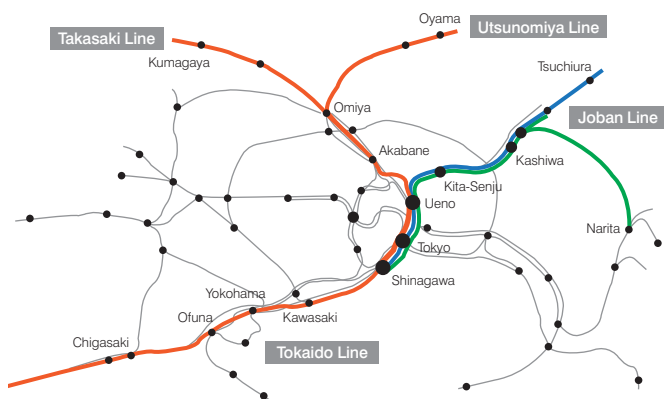 Oyama
Takasaki Line
Utsunomiya Line
Kumagaya
Tsuchiura
Omiya
Joban Line
Akabane
Kashiwa
Kita-Senju
Ueno
Narita
Tokyo
Shinagawa
Yokohama
Ofuna
Kawasaki
Chigasaki
Tokaido Line